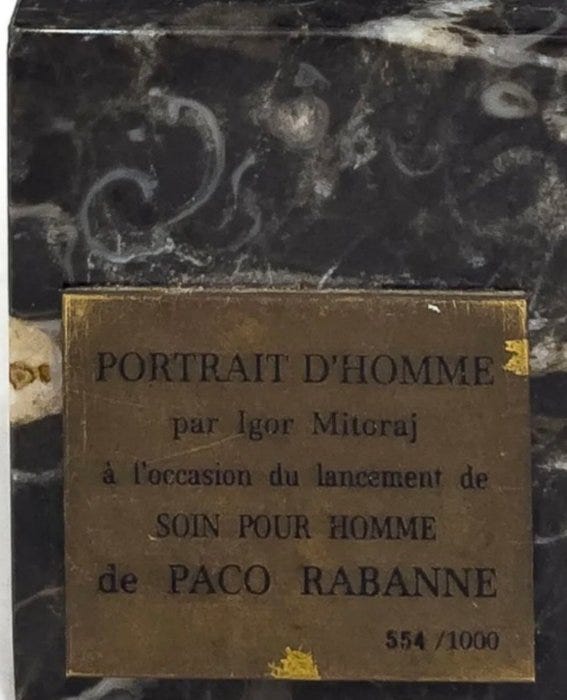 PORTRAIT D'HOMME
par Igor Mitoraj
à l'occasion du lancement de
SOIN POUR HOMME
de PACO RABANNE
554 /1000